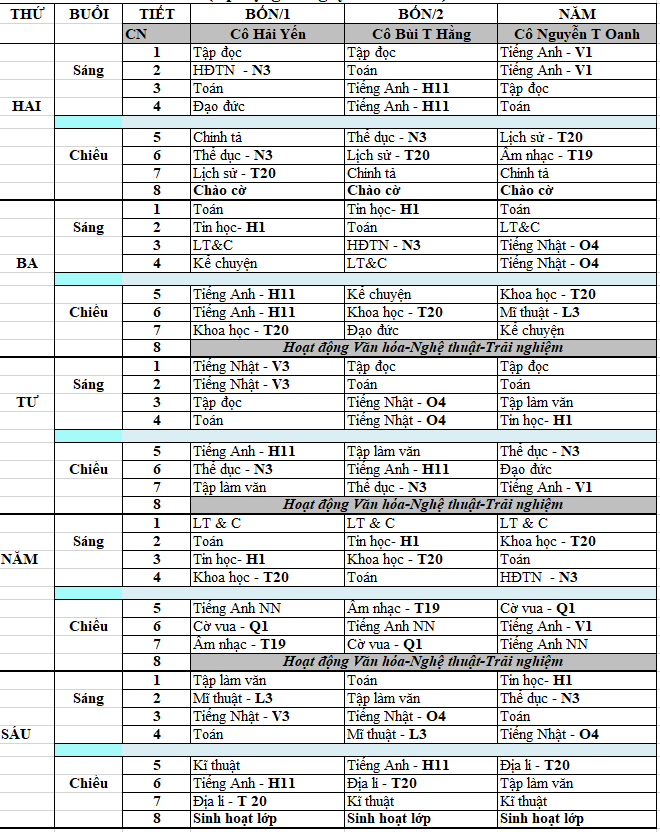 THỨ BUỔI TIẾT BỐN/1 BỐN/2 NĂM
CN Cô Hải Yến Cô Bùi T Hằng Cô Nguyễn T Oanh
1 Tập đọc Tập đọc Tiếng Anh - V1
Sáng 2 HĐTN - N3 Toán Tiếng Anh - V1
3 Toán Tiếng Anh - H11 Tập đọc
HAI 4 Đạo đức Tiếng Anh - H11 Toán
5 Chính tả Thể dục - N3 Lịch sử - T20
Chiều 6 Thể dục - N3 Lịch sử - T20 Âm nhạc - T19
7 Lịch sử - T20 Chính tả Chính tả
8 Chào cờ Chào cờ Chào cờ
1 Toán Tin học- H1 Toán
Sáng 2 Tin học- H1 Toán LT&C
3 LT&C HĐTN - N3 Tiếng Nhật - O4
BA 4 Kể chuyện LT&C Tiếng Nhật - O4
5 Tiếng Anh - H11 Kể chuyện Khoa học - T20
Chiều 6 Tiếng Anh - H11 Khoa học - T20 Mĩ thuật - L3
7 Khoa học - T20 Đạo đức Kể chuyện
8 Hoạt động Văn hóa-Nghệ thuật-Trải nghiệm
1 Tiếng Nhật - V3 Tập đọc Tập đọc
Sáng 2 Tiếng Nhật - V3 Toán Toán
TƯ 3 Tập đọc Tiếng Nhật - O4 Tập làm văn
4 Toán Tiếng Nhật - O4 Tin học- H1
5 Tiếng Anh - H11 Tập làm văn Thể dục - N3
Chiều 6 Thể dục - N3 Tiếng Anh - H11 Đạo đức
7 Tập làm văn Thể dục - N3 Tiếng Anh - V1
8 Hoạt động Văn hóa-Nghệ thuật-Trải nghiệm
1 LT & C LT & C LT & C
Sáng 2 Toán Tin học- H1 Khoa học - T20
NĂM 3 Tin học- H1 Khoa học - T20 Toán
4 Khoa học - T20 Toán HĐTN - N3
5 Tiếng Anh NN Âm nhạc - T19 Cờ vua - Q1
Chiều 6 Cờ vua - Q1 Tiếng Anh NN Tiếng Anh - V1
7 Âm nhạc - T19 Cờ vua - Q1 Tiếng Anh NN
8 Hoạt động Văn hóa-Nghệ thuật-Trải nghiệm
1 Tập làm văn Toán Tin học- H1
Sáng 2 Mĩ thuật - L3 Tập làm văn Thể dục - N3
3 Tiếng Nhật - V3 Tiếng Nhật - O4 Toán
SÁU 4 Toán Mĩ thuật - L3 Tiếng Nhật - O4
5 Kĩ thuật Tiếng Anh - H11 Địa lí - T20
Chiều 6 Tiếng Anh - H11 Địa lí - T20 Tập làm văn
7 Địa lí - T 20 Kĩ thuật Kĩ thuật
8 Sinh hoạt lớp Sinh hoạt lớp Sinh hoạt lớp